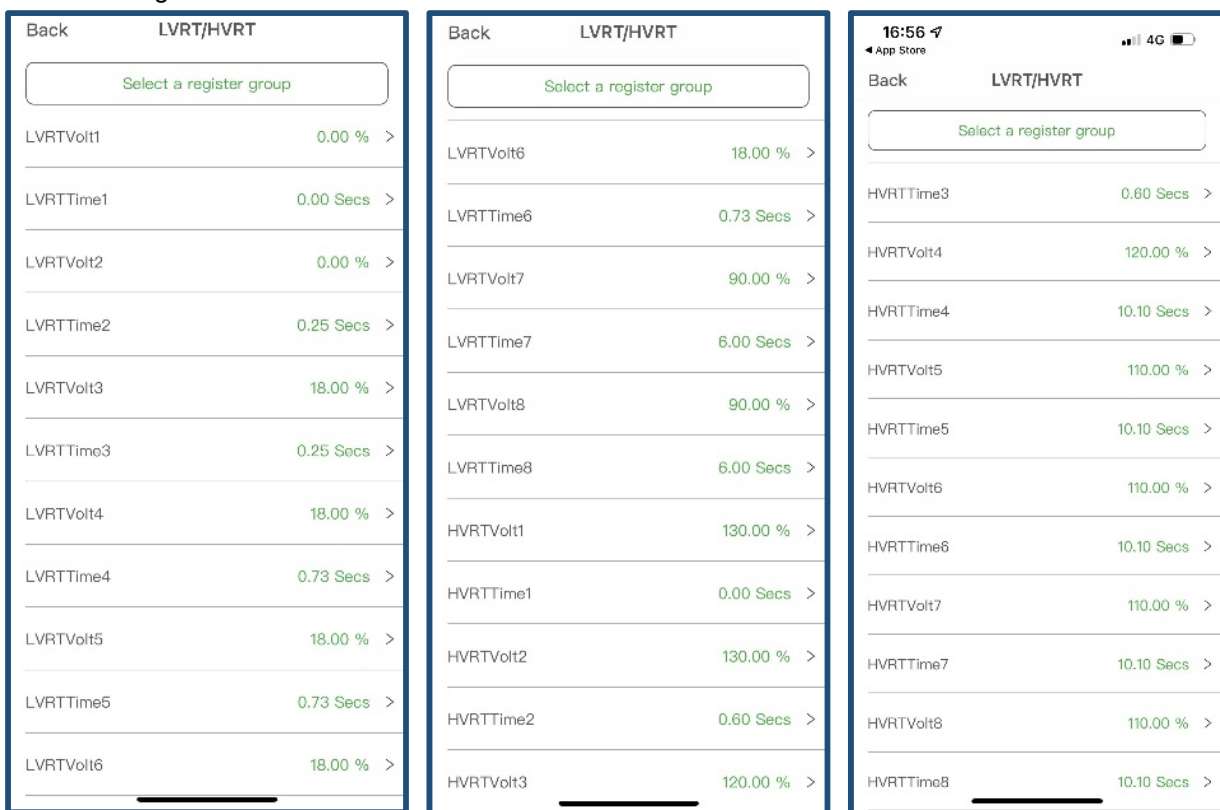 Back LVRT/HVRT
Select a register group
LVRTVolt1 0.00 % >
LVRTTime1 0.00 Secs >
LVRTVolt2 0.00 % >
LVRTTime2 0.25 Secs >
LVRTVolt3 18.00 % >
LVRTTime3 0.25 Secs >
LVRTVolt4 18.00 % >
LVRTTime4 0.73 Secs >
LVRTVolt5 18.00 % >
LVRTTime5 0.73 Secs >
LVRTVolt6 18.00 % >
Back LVRT/HVRT
Select a register group
LVRTVolt6 18.00 % >
LVRTTime6 0.73 Secs >
LVRTVolt7 90.00 % >
LVRTTime7 6.00 Secs >
LVRTVolt8 90.00 % >
LVRTTime8 6.00 Secs >
HVRTVolt1 130.00 % >
HVRTTime1 0.00 Secs >
HVRTVolt2 130.00 % >
HVRTTime2 0.60 Secs >
HVRTVolt3 120.00 % >
16:56 4G
◀ App Store
Back LVRT/HVRT
Select a register group
HVRTTime3 0.60 Secs >
HVRTVolt4 120.00 % >
HVRTTime4 10.10 Secs >
HVRTVolt5 110.00 % >
HVRTTime5 10.10 Secs >
HVRTVolt6 110.00 % >
HVRTTime6 10.10 Secs >
HVRTVolt7 110.00 % >
HVRTTime7 10.10 Secs >
HVRTVolt8 110.00 % >
HVRTTime8 10.10 Secs >